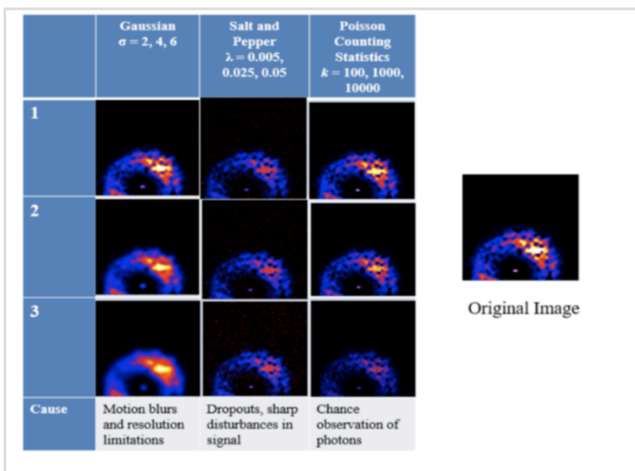 Gaussian
σ = 2, 4, 6
Salt and
Pepper
λ = 0.005,
0.025, 0.05
Poisson
Counting
Statistics
k = 100, 1000,
10000
1
2
3
Original Image
Cause
Motion blurs
and resolution
limitations
Dropouts, sharp
disturbances in
signal
Chance
observation of
photons